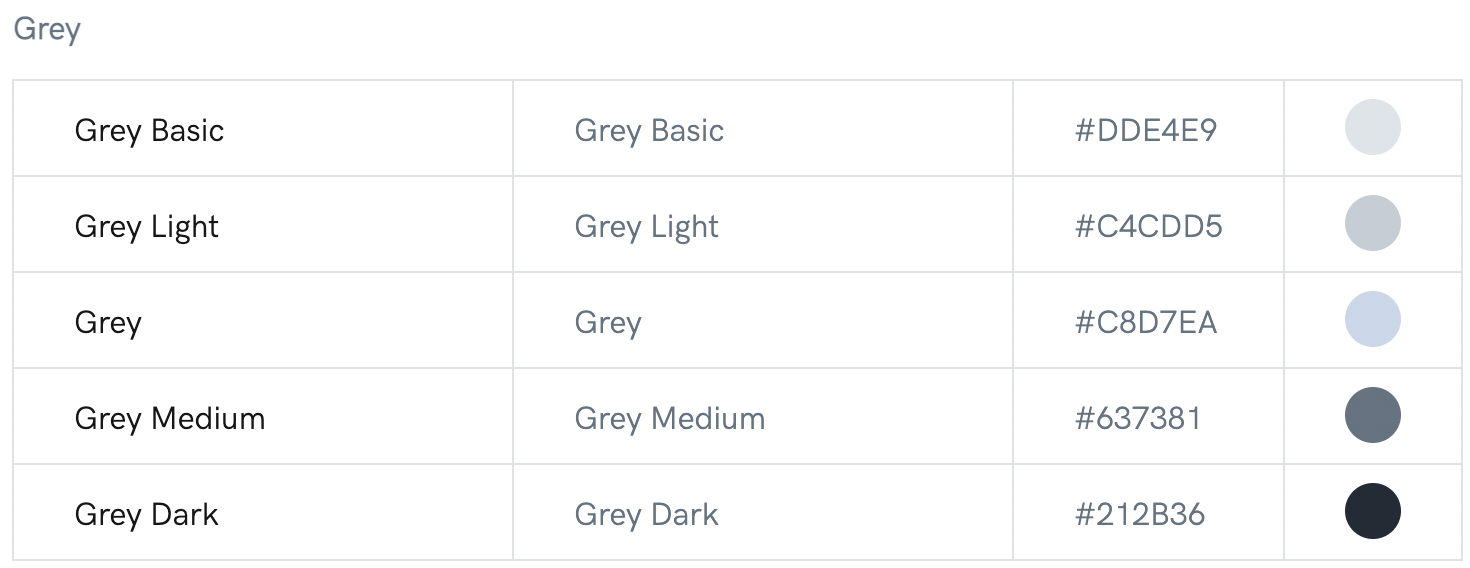 Grey
Grey Basic Grey Basic #DDE4E9
Grey Light Grey Light #C4CDD5
Grey Grey #C8D7EA
Grey Medium Grey Medium #637381
Grey Dark Grey Dark #212B36